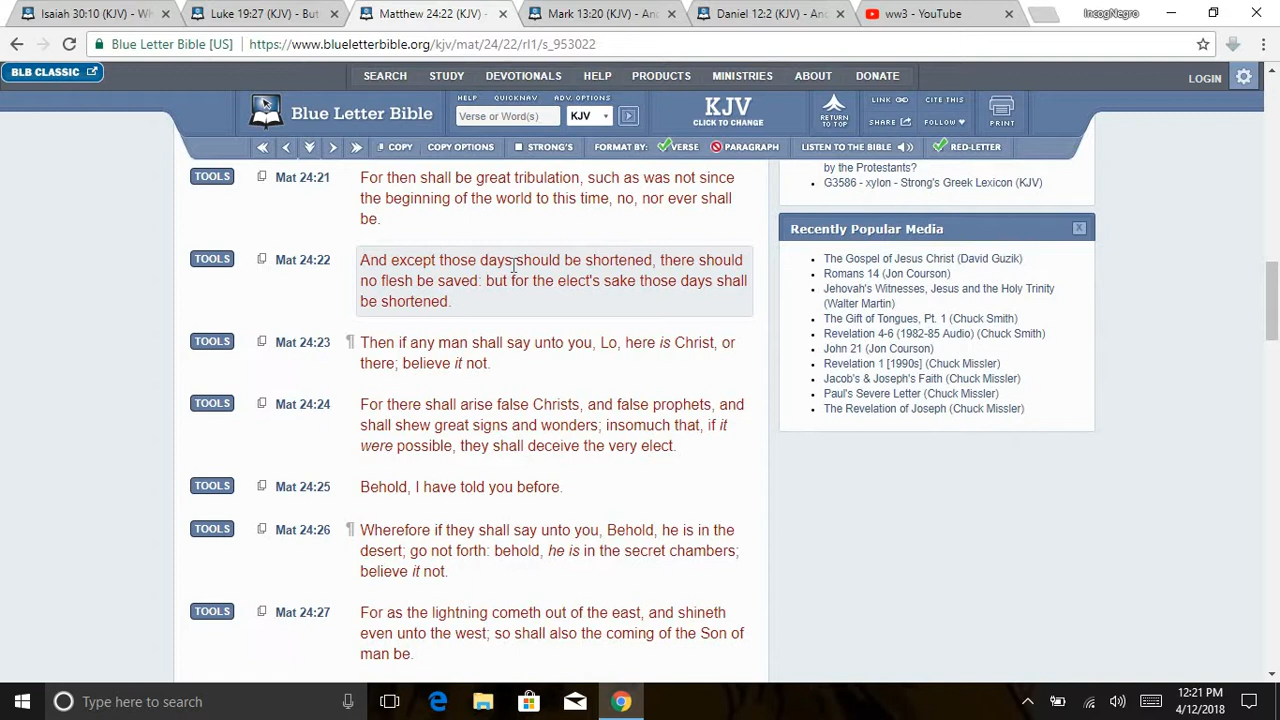 Isaiah 30:10 (KJV) - Wh
Luke 19:27 (KJV) - But
Matthew 24:22 (KJV) -
Mark 13:20 (KJV) - And
Daniel 12:2 (KJV) - And
ww3 - YouTube
IncogNegro
Blue Letter Bible [US]
https://www.blueletterbible.org/kjv/mat/24/22/rl1/s_953022
BLB CLASSIC
SEARCH STUDY DEVOTIONALS HELP PRODUCTS MINISTRIES ABOUT DONATE
LOGIN
Blue Letter Bible
HELP QUICKNAV ADV. OPTIONS
Verse or Word(s)
KJV
KJV
CLICK TO CHANGE
RETURN
TO TOP
LINK
SHARE
CITE THIS
FOLLOW
PRINT
COPY COPY OPTIONS STRONG'S FORMAT BY: VERSE PARAGRAPH LISTEN TO THE BIBLE RED-LETTER
TOOLS Mat 24:21 For then shall be great tribulation, such as was not since
the beginning of the world to this time, no, nor ever shall
be.
TOOLS Mat 24:22 And except those days should be shortened, there should
no flesh be saved: but for the elect's sake those days shall
be shortened.
TOOLS Mat 24:23 ¶ Then if any man shall say unto you, Lo, here is Christ, or
there; believe it not.
TOOLS Mat 24:24 For there shall arise false Christs, and false prophets, and
shall shew great signs and wonders; insomuch that, if it
were possible, they shall deceive the very elect.
TOOLS Mat 24:25 Behold, I have told you before.
TOOLS Mat 24:26 ¶ Wherefore if they shall say unto you, Behold, he is in the
desert; go not forth: behold, he is in the secret chambers;
believe it not.
TOOLS Mat 24:27 For as the lightning cometh out of the east, and shineth
even unto the west; so shall also the coming of the Son of
man be.
by the Protestants?
G3586 - xylon - Strong's Greek Lexicon (KJV)
Recently Popular Media
The Gospel of Jesus Christ (David Guzik)
Romans 14 (Jon Courson)
Jehovah's Witnesses, Jesus and the Holy Trinity
(Walter Martin)
The Gift of Tongues, Pt. 1 (Chuck Smith)
Revelation 4-6 (1982-85 Audio) (Chuck Smith)
John 21 (Jon Courson)
Revelation 1 [1990s] (Chuck Missler)
Jacob's & Joseph's Faith (Chuck Missler)
Paul's Severe Letter (Chuck Missler)
The Revelation of Joseph (Chuck Missler)
Type here to search
12:21 PM
4/12/2018